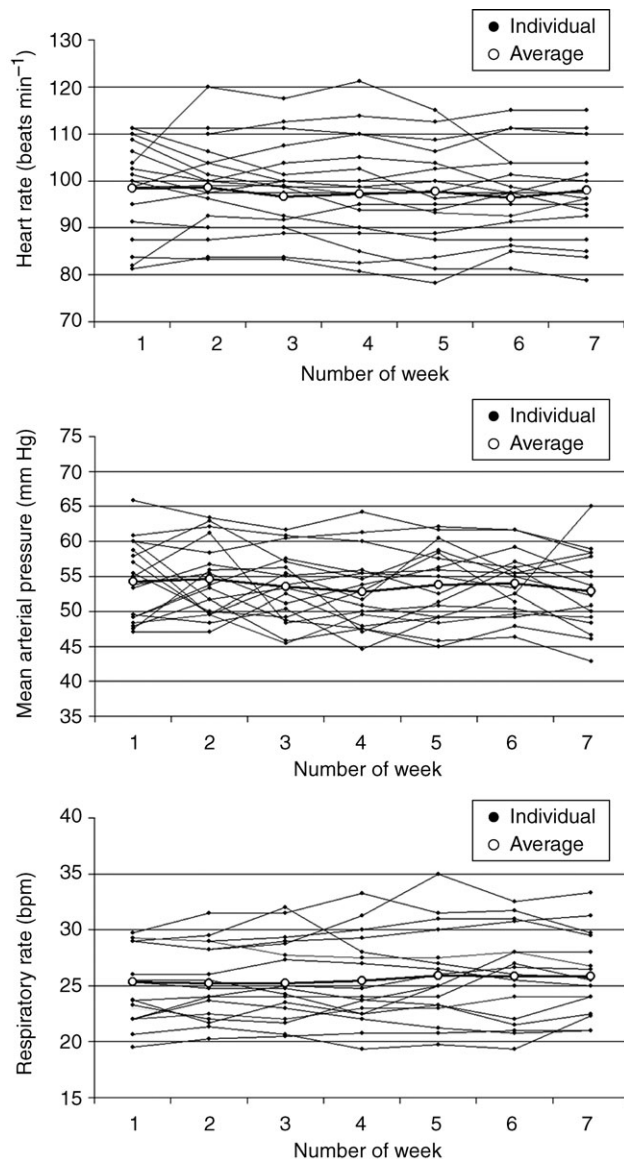 130
120
110
100
90
80
70
Heart rate (beats min⁻¹)
● Individual
○ Average
1 2 3 4 5 6 7
Number of week
75
70
65
60
55
50
45
40
35
Mean arterial pressure (mm Hg)
● Individual
○ Average
1 2 3 4 5 6 7
Number of week
40
35
30
25
20
15
Respiratory rate (bpm)
● Individual
○ Average
1 2 3 4 5 6 7
Number of week